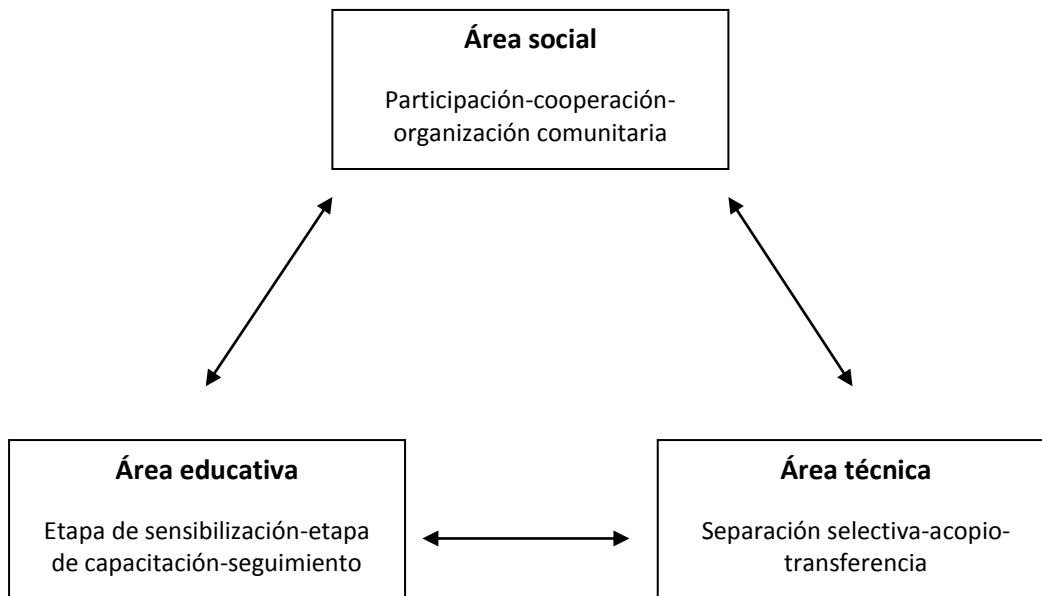 Área social
Participación-cooperación-
organización comunitaria
Área educativa
Etapa de sensibilización-etapa
de capacitación-seguimiento
Área técnica
Separación selectiva-acopio-
transferencia